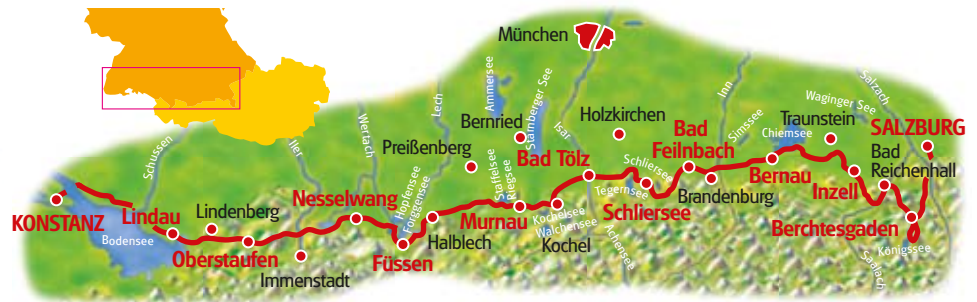 München
Salzach
Ammersee
Starnberger See
Lech
Inn
Waginger See
Schussen
Iller
Wertach
Bernried
Isar
Holzkirchen
Simssee
Traunstein
Chiemsee
SALZBURG
Preißenberg
Bad
Feilnbach
Bad
Reichenhall
Staffelsee
Riegsee
Bad Tölz
Schliersee
Tegernsee
Bernau
Inzell
Nesselwang
Hopfensee
Forggensee
Brandenburg
KONSTANZ
Lindau
Lindenberg
Murnau
Kochelsee
Walchensee
Schliersee
Berchtesgaden
Bodensee
Oberstaufen
Füssen
Halblech
Kochel
Achensee
Königssee
Saalach
Immenstadt